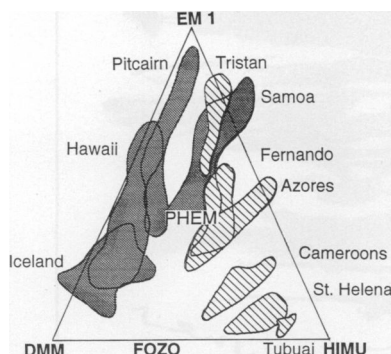 EM 1
Pitcairn
Tristan
Samoa
Hawaii
Fernando
Azores
PHEM
Iceland
Cameroons
St. Helena
Tubuai
DMM
FOZO
HIMU